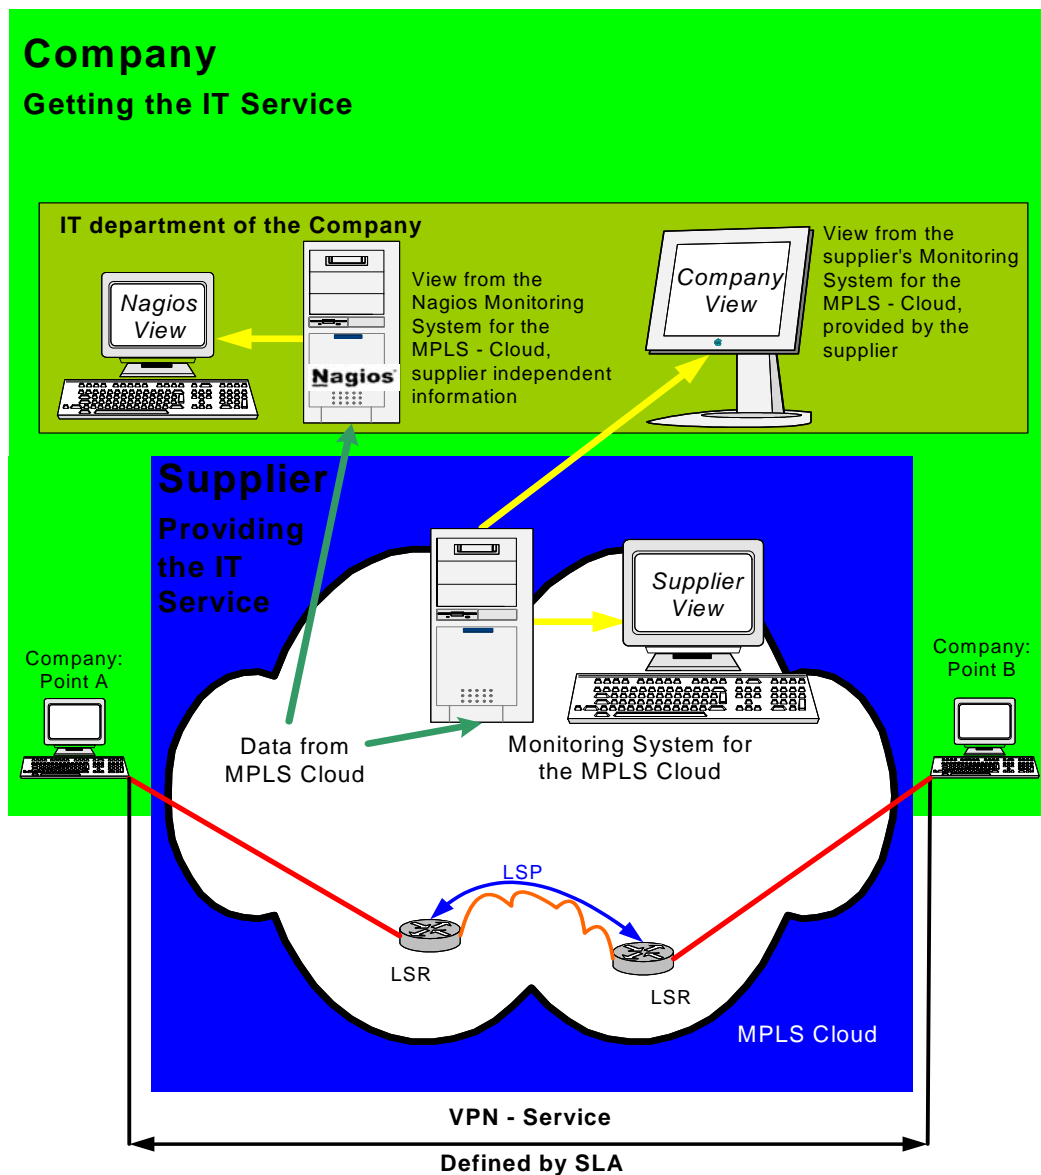 Company
Getting the IT Service
IT department of the Company
Nagios
View
Nagios®
View from the
Nagios Monitoring
System for the
MPLS - Cloud,
supplier independent
information
Company
View
View from the
supplier's Monitoring
System for the
MPLS - Cloud,
provided by the
supplier
Supplier
Providing
the IT
Service
Supplier
View
Company:
Point A
Company:
Point B
Data from
MPLS Cloud
Monitoring System for
the MPLS Cloud
LSP
LSR
LSR
MPLS Cloud
VPN - Service
Defined by SLA